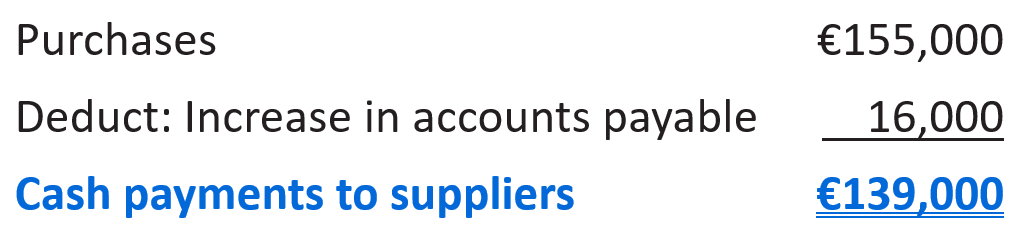 Purchases €155,000
Deduct: Increase in accounts payable 16,000
Cash payments to suppliers €139,000